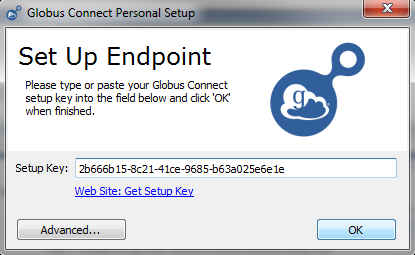 Globus Connect Personal Setup
Set Up Endpoint
Please type or paste your Globus Connect
setup key into the field below and click 'OK'
when finished.
g
Setup Key: 2b666b15-8c21-41ce-9685-b63a025e6e1e
Web Site: Get Setup Key
Advanced... OK